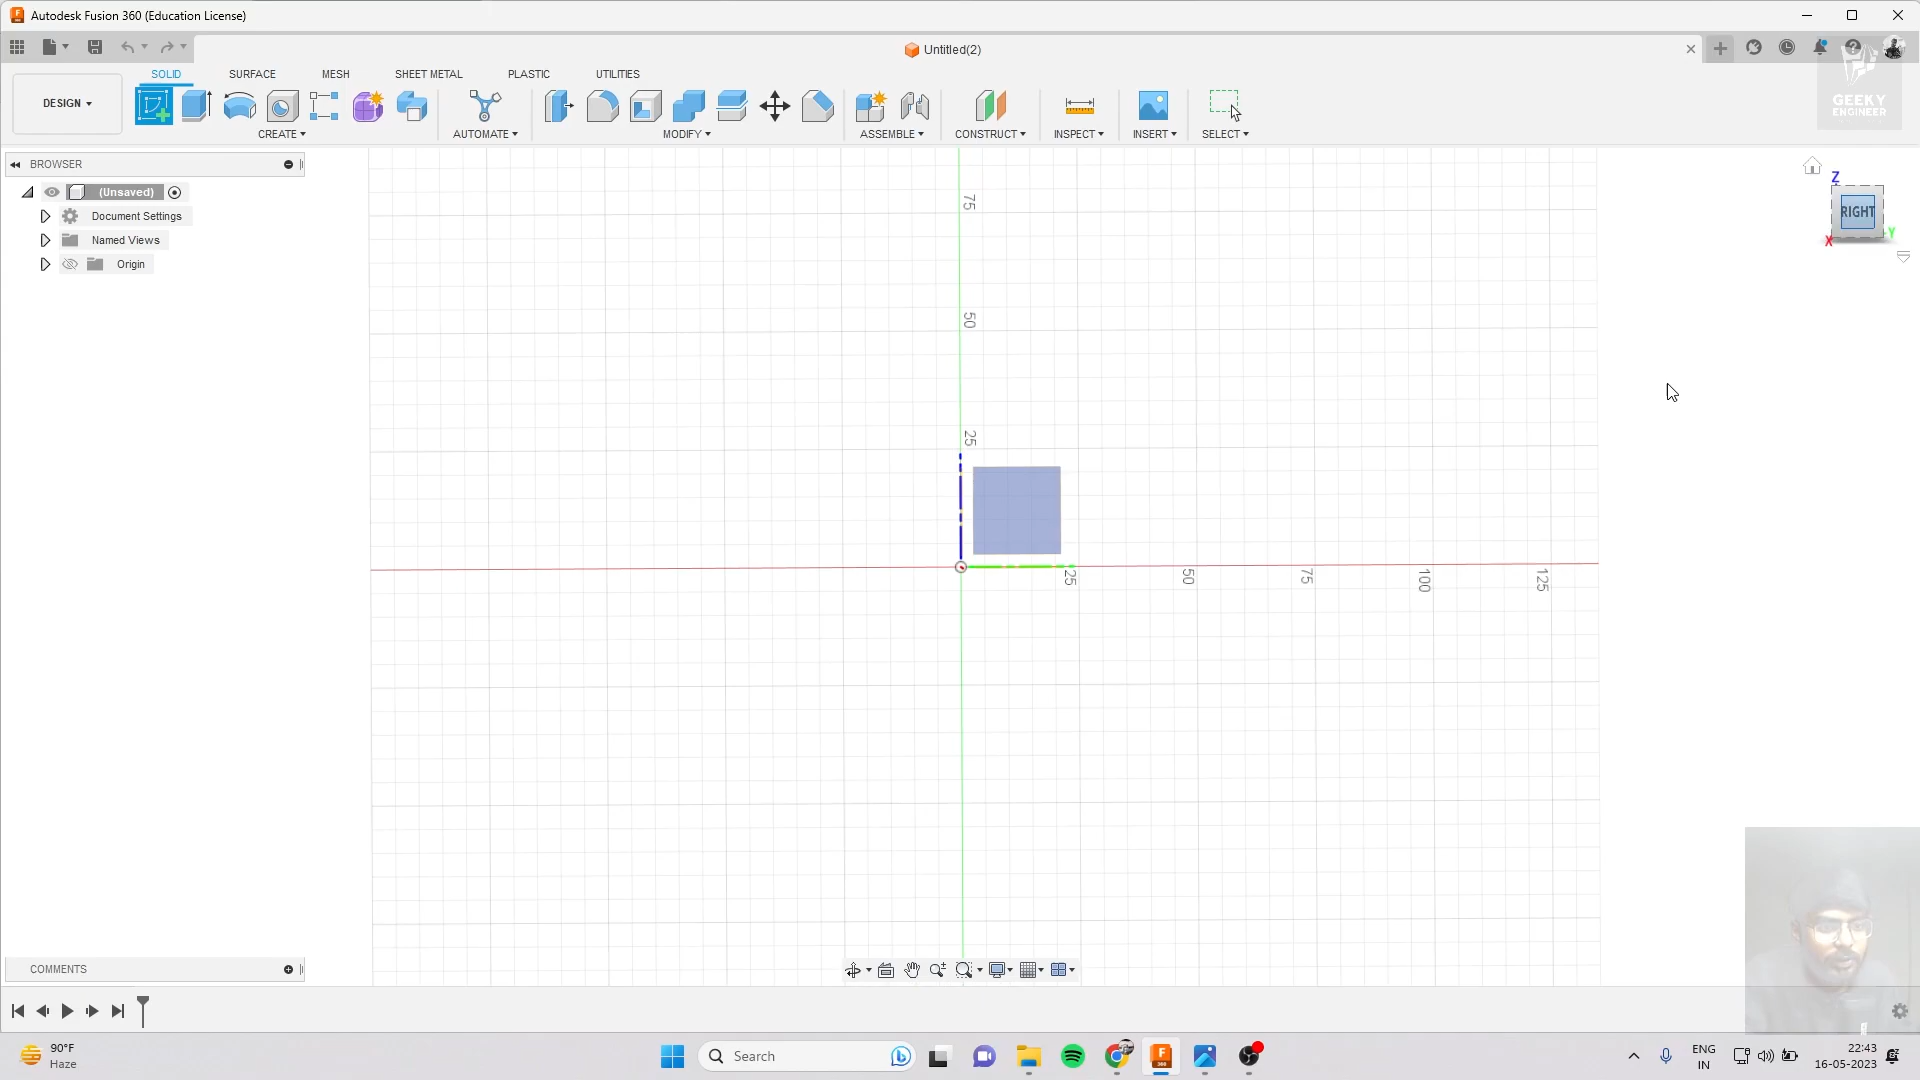 Autodesk Fusion 360 (Education License)
Untitled(2)
DESIGN
SOLID
SURFACE
MESH
SHEET METAL
PLASTIC
UTILITIES
CREATE
AUTOMATE
MODIFY
ASSEMBLE
CONSTRUCT
INSPECT
INSERT
SELECT
GEEKY
ENGINEER
BROWSER
(Unsaved)
Document Settings
Named Views
Origin
Z
RIGHT
X
Y
75
50
25
25
50
75
100
125
COMMENTS
90°F
Haze
Search
F
360
ENG
IN
22:43
16-05-2023